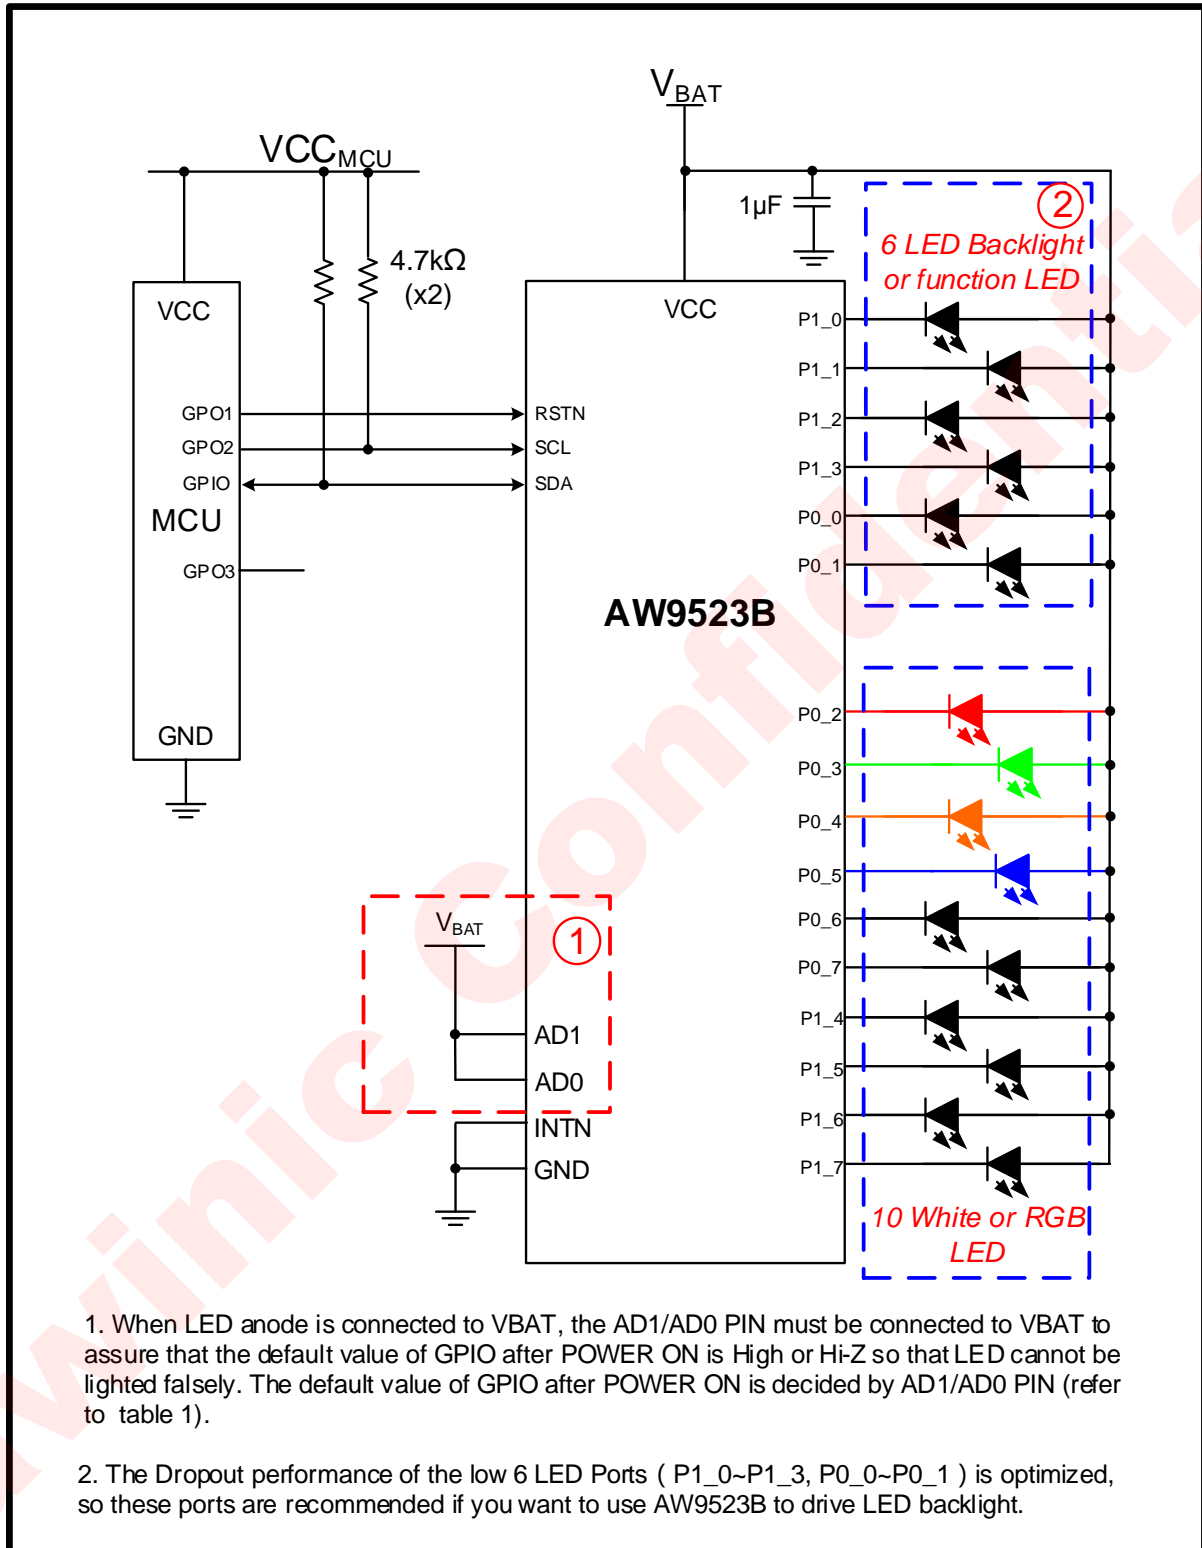 V_BAT
VCC_MCU
1µF
②
6 LED Backlight
or function LED
4.7kΩ
(x2)
VCC
VCC
P1_0
P1_1
GPO1
RSTN
P1_2
GPO2
SCL
P1_3
GPIO
SDA
MCU
P0_0
GPO3
P0_1
AW9523B
P0_2
GND
P0_3
P0_4
P0_5
V_BAT
①
P0_6
P0_7
P1_4
AD1
P1_5
AD0
P1_6
INTN
P1_7
GND
10 White or RGB
LED
1. When LED anode is connected to VBAT, the AD1/AD0 PIN must be connected to VBAT to
assure that the default value of GPIO after POWER ON is High or Hi-Z so that LED cannot be
lighted falsely. The default value of GPIO after POWER ON is decided by AD1/AD0 PIN (refer
to table 1).
2. The Dropout performance of the low 6 LED Ports ( P1_0~P1_3, P0_0~P0_1 ) is optimized,
so these ports are recommended if you want to use AW9523B to drive LED backlight.
awinic Confidential